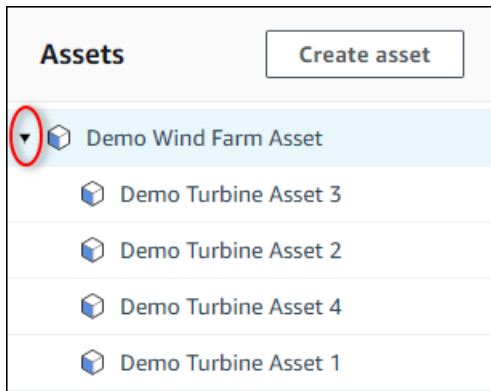 Assets
Create asset
Demo Wind Farm Asset
Demo Turbine Asset 3
Demo Turbine Asset 2
Demo Turbine Asset 4
Demo Turbine Asset 1